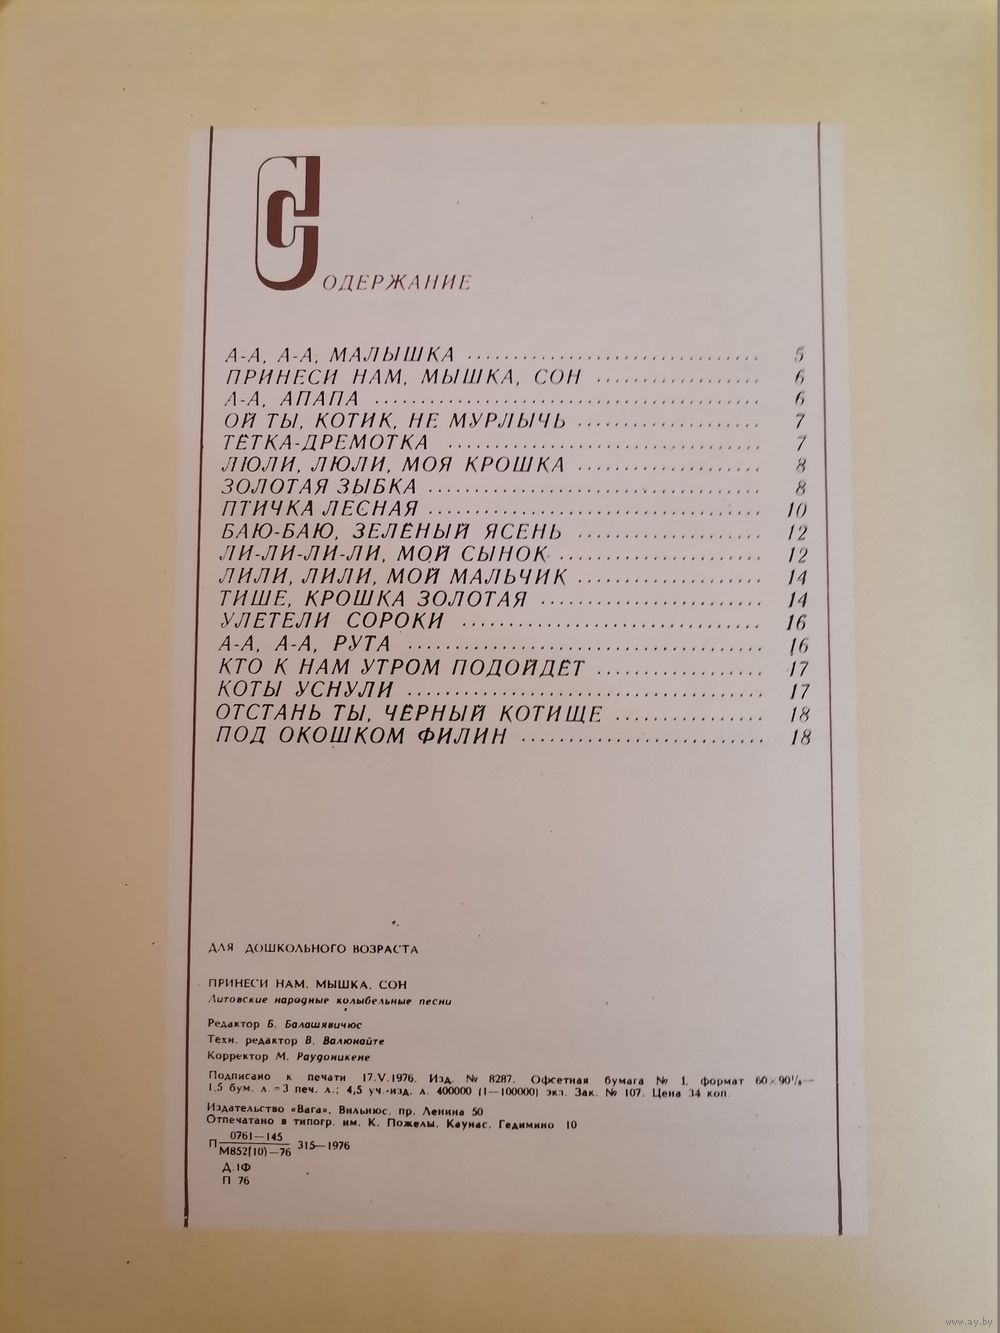 СОДЕРЖАНИЕ
А-А, А-А, МАЛЫШКА ................................ 5
ПРИНЕСИ НАМ, МЫШКА, СОН .................. 6
А-А, АПАПА .......................................... 6
ОЙ ТЫ, КОТИК, НЕ МУРЛЫЧЬ .................... 7
ТЁТКА-ДРЕМОТКА .................................. 7
ЛЮЛИ, ЛЮЛИ, МОЯ КРОШКА .................... 8
ЗОЛОТАЯ ЗЫБКА .................................... 8
ПТИЧКА ЛЕСНАЯ .................................... 10
БАЮ-БАЮ, ЗЕЛЁНЫЙ ЯСЕНЬ .................... 12
ЛИ-ЛИ-ЛИ-ЛИ, МОЙ СЫНОК ...................... 12
ЛИЛИ, ЛИЛИ, МОЙ МАЛЬЧИК .................... 14
ТИШЕ, КРОШКА ЗОЛОТАЯ ........................ 14
УЛЕТЕЛИ СОРОКИ ................................ 16
А-А, А-А, РУТА ...................................... 16
КТО К НАМ УТРОМ ПОДОЙДЁТ .................. 17
КОТЫ УСНУЛИ ...................................... 17
ОТСТАНЬ ТЫ, ЧЁРНЫЙ КОТИЩЕ ................ 18
ПОД ОКОШКОМ ФИЛИН .......................... 18
ДЛЯ ДОШКОЛЬНОГО ВОЗРАСТА
ПРИНЕСИ НАМ, МЫШКА, СОН
Литовские народные колыбельные песни
Редактор Б. Балашявичюс
Техн. редактор В. Валюнайте
Корректор М. Раудоникене
Подписано к печати 17.V.1976. Изд. № 8287. Офсетная бумага № 1, формат 60×90¹/₈—
1,5 бум. л. = 3 печ. л.; 4,5 уч.-изд. л. 400000 (1—100000) экз. Зак. № 107. Цена 34 коп.
Издательство «Вага», Вильнюс, пр. Ленина 50
Отпечатано в типогр. им. К. Пожелы, Каунас, Гедимино 10
0761—145
П 315—1976
М852(10)—76
Д.1Ф
П 76
www.ay.by